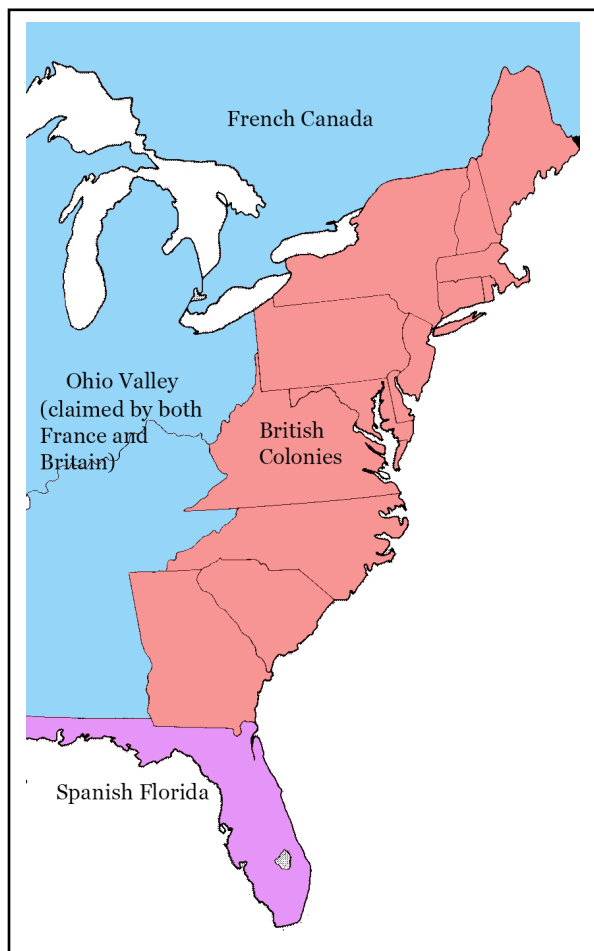 French Canada
Ohio Valley
(claimed by both
France and
Britain)
British
Colonies
Spanish Florida